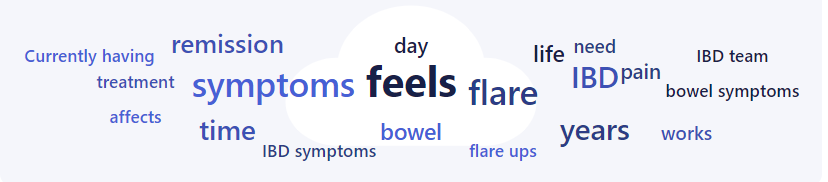 day
remission
life
need
Currently having
IBD team
treatment
symptoms
feels
flare
IBD
pain
bowel symptoms
affects
time
bowel
years
works
IBD symptoms
flare ups